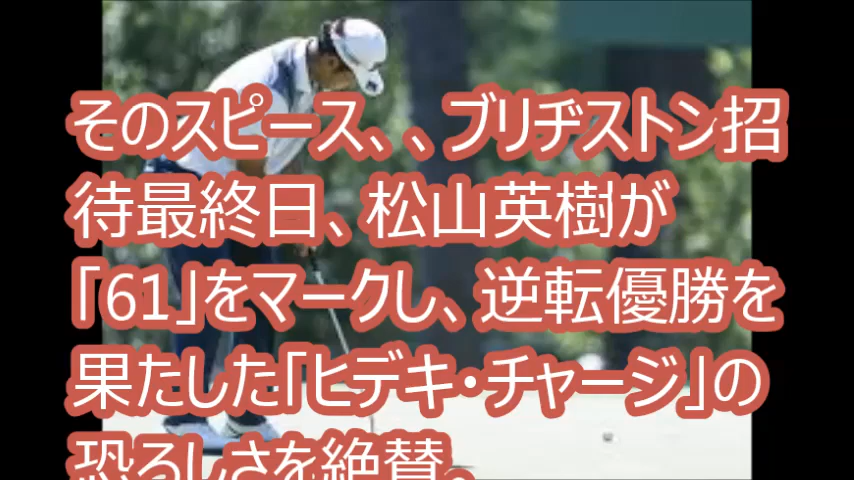 そのスピース、、ブリヂストン招
待最終日、松山英樹が
「61」をマークし、逆転優勝を
果たした「ヒデキ・チャージ」の
恐ろしさを絶賛。